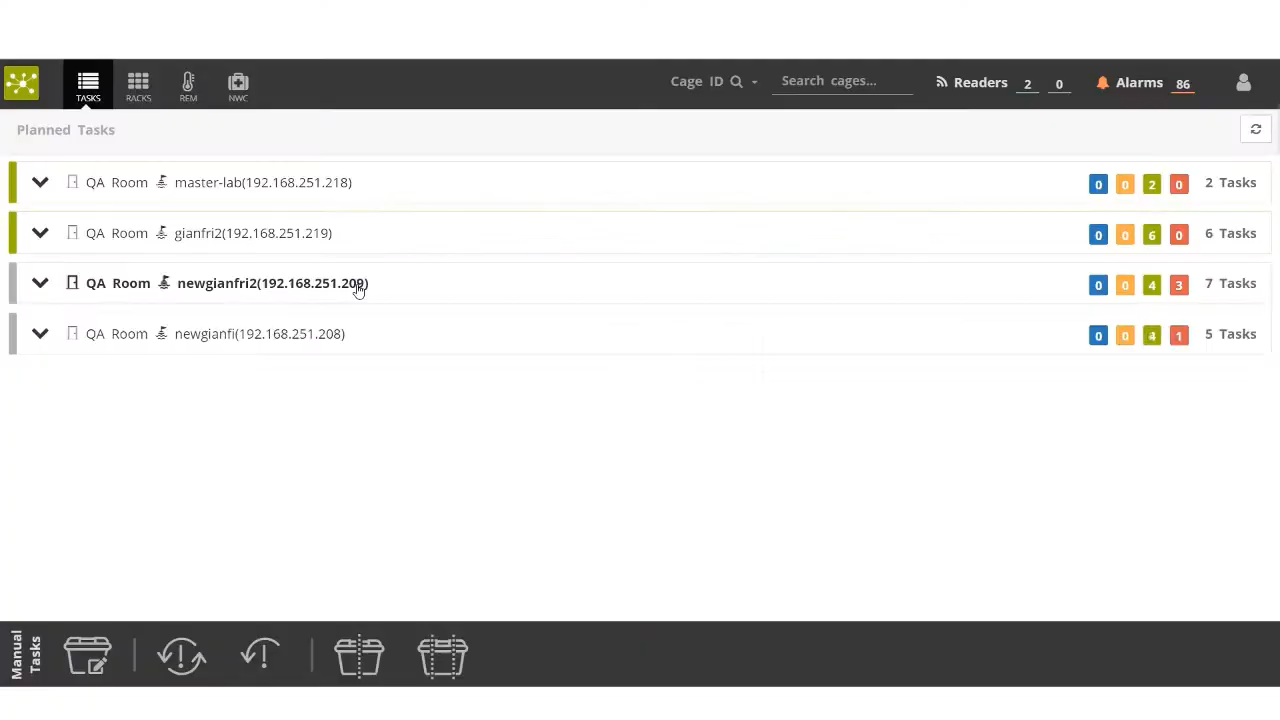 TASKS RACKS REM NWC Cage ID Search cages... Readers 2 0 Alarms 86
Planned Tasks
QA Room master-lab(192.168.251.218) 0 0 2 0 2 Tasks
QA Room gianfri2(192.168.251.219) 0 0 6 0 6 Tasks
QA Room newgianfri2(192.168.251.209) 0 0 4 3 7 Tasks
QA Room newgianfi(192.168.251.208) 0 0 4 1 5 Tasks
Manual
Tasks